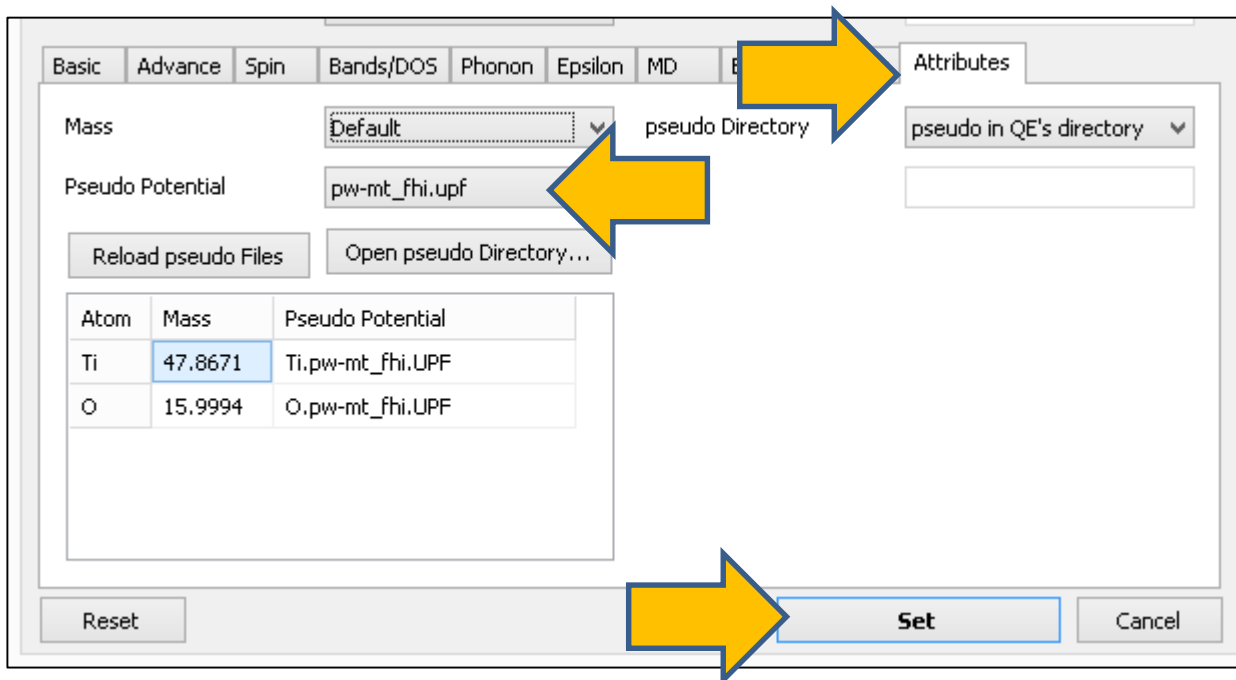 Basic Advance Spin Bands/DOS Phonon Epsilon MD Attributes
Mass Default pseudo Directory pseudo in QE's directory
Pseudo Potential pw-mt_fhi.upf
Reload pseudo Files Open pseudo Directory...
Atom Mass Pseudo Potential
Ti 47.8671 Ti.pw-mt_fhi.UPF
O 15.9994 O.pw-mt_fhi.UPF
Reset Set Cancel